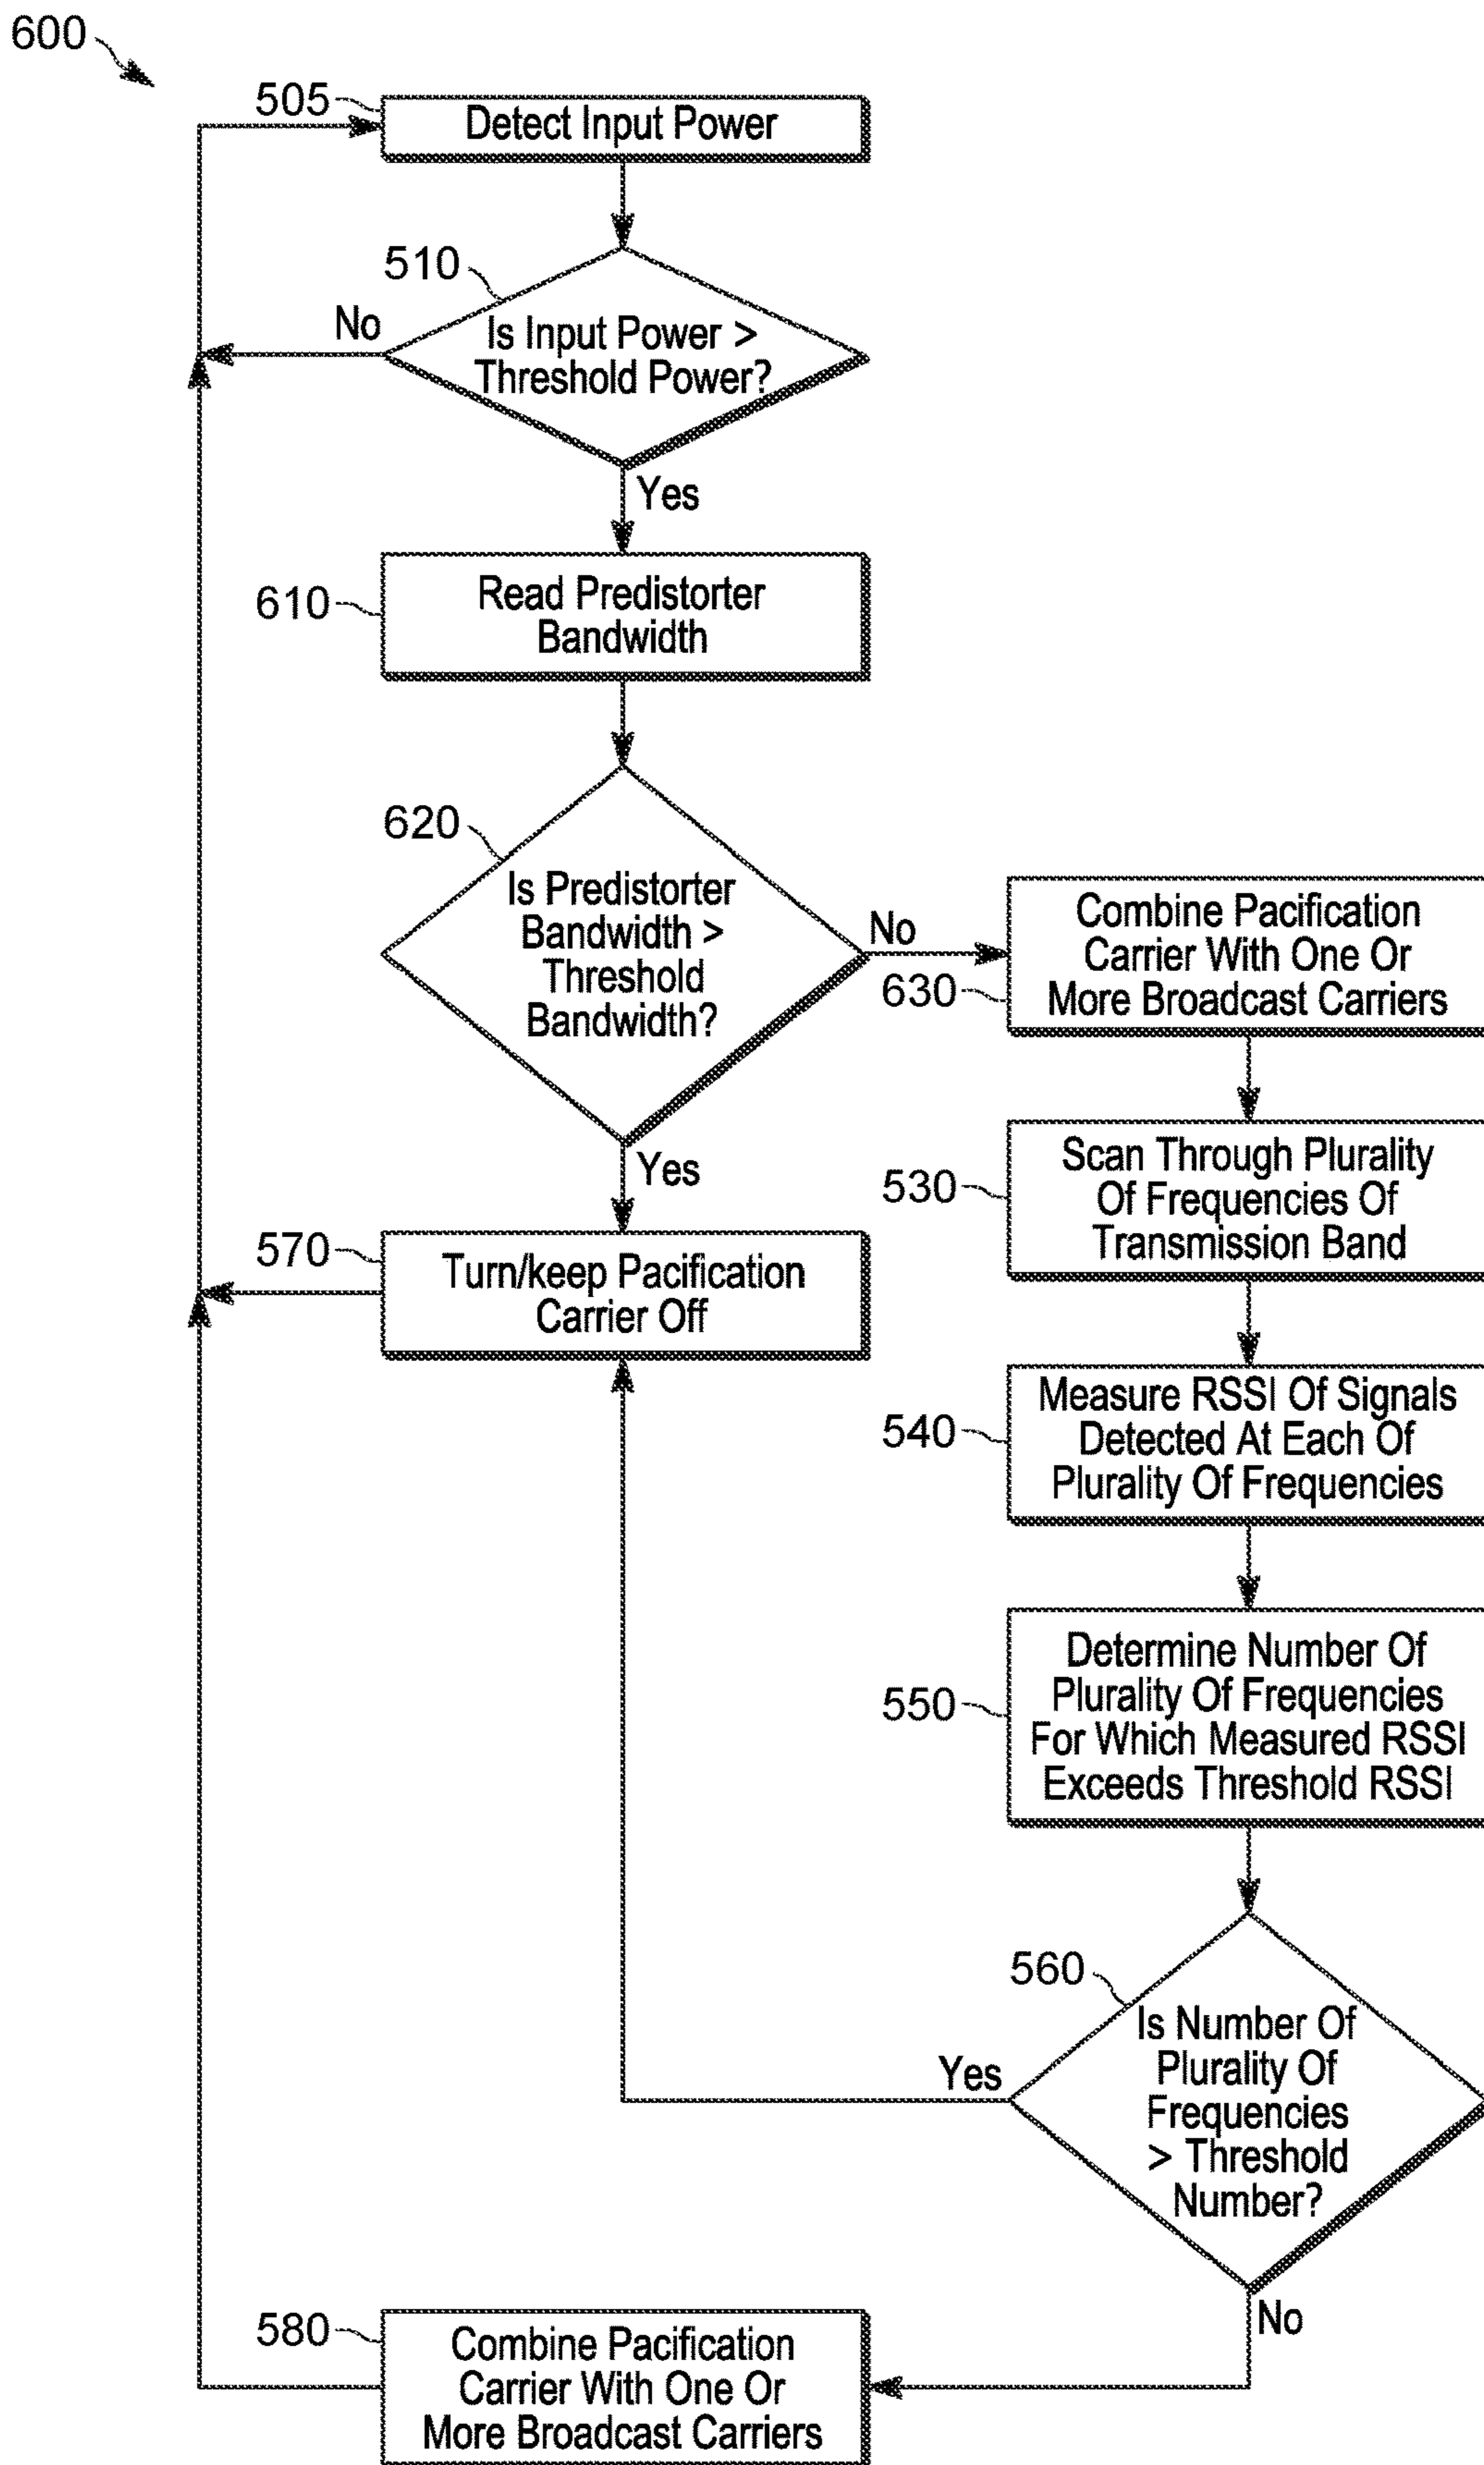 600
505
Detect Input Power
510
No
Is Input Power >
Threshold Power?
Yes
610
Read Predistorter
Bandwidth
620
Is Predistorter
Bandwidth >
Threshold
Bandwidth?
No
Yes
630
Combine Pacification
Carrier With One Or
More Broadcast Carriers
530
Scan Through Plurality
Of Frequencies Of
Transmission Band
570
Turn/keep Pacification
Carrier Off
540
Measure RSSI Of Signals
Detected At Each Of
Plurality Of Frequencies
550
Determine Number Of
Plurality Of Frequencies
For Which Measured RSSI
Exceeds Threshold RSSI
560
Is Number Of
Plurality Of
Frequencies
> Threshold
Number?
Yes
No
580
Combine Pacification
Carrier With One Or
More Broadcast Carriers